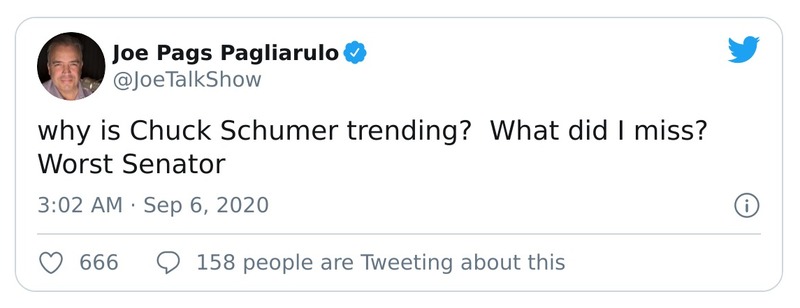 Joe Pags Pagliarulo
@JoeTalkShow
why is Chuck Schumer trending?  What did I miss?
Worst Senator
3:02 AM · Sep 6, 2020
666 158 people are Tweeting about this